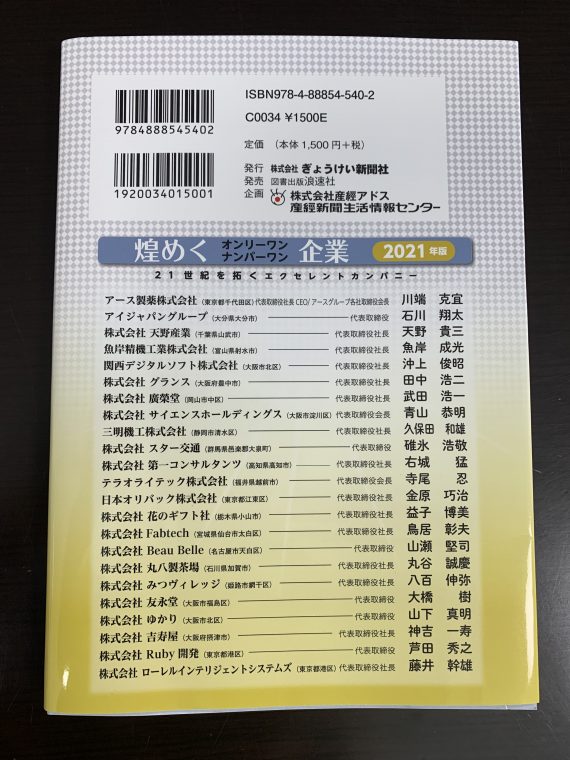 9784888545402
1920034015001
ISBN978-4-88854-540-2
C0034 ¥1500E
定価 （本体1,500円＋税）
発行 株式会社 ぎょうけい新聞社
発売 図書出版 浪速社
企画 株式会社産經アドス
産經新聞生活情報センター
煌めく オンリーワン ナンバーワン 企業 2021年版
21世紀を拓くエクセレントカンパニー
アース製薬株式会社（東京都千代田区）代表取締役社長 CEO/ アースグループ各社取締役会長 川端 克宜
アイジャパングループ（大分県大分市）代表取締役 石川 翔太
株式会社 天野産業（千葉県山武市）代表取締役社長 天野 貴三
魚岸精機工業株式会社（富山県射水市）代表取締役社長 魚岸 成光
関西デジタルソフト株式会社（大阪市北区）代表取締役社長 沖上 俊昭
株式会社 グランス（大阪府豊中市）代表取締役社長 田中 浩二
株式会社 廣榮堂（岡山市中区）代表取締役社長 武田 浩一
株式会社 サイエンスホールディングス（大阪市淀川区）代表取締役会長 青山 恭明
三明機工株式会社（静岡市清水区）代表取締役社長 久保田 和雄
株式会社 スター交通（群馬県邑楽郡大泉町）代表取締役 碓氷 浩敬
株式会社 第一コンサルタンツ（高知県高知市）代表取締役社長 右城 猛
テラオライテック株式会社（福井県越前市）代表取締役社長 寺尾 忍
日本オリバック株式会社（東京都江東区）代表取締役社長 金原 巧治
株式会社 花のギフト社（栃木県小山市）代表取締役社長 益子 博美
株式会社 Fabtech（宮城県仙台市太白区）代表取締役社長 鳥居 彰夫
株式会社 Beau Belle（名古屋市天白区）代表取締役 山瀬 堅司
株式会社 丸八製茶場（石川県加賀市）代表取締役社長 丸谷 誠慶
株式会社 みつヴィレッジ（姫路市網干区）代表取締役 八百 伸弥
株式会社 友永堂（大阪市福島区）代表取締役 大橋 樹
株式会社 ゆかり（大阪市北区）代表取締役 山下 真明
株式会社 吉寿屋（大阪府摂津市）代表取締役社長 神吉 一寿
株式会社 Ruby 開発（東京都港区）代表取締役 芦田 秀之
株式会社 ローレルインテリジェントシステムズ（東京都港区）代表取締役社長 藤井 幹雄